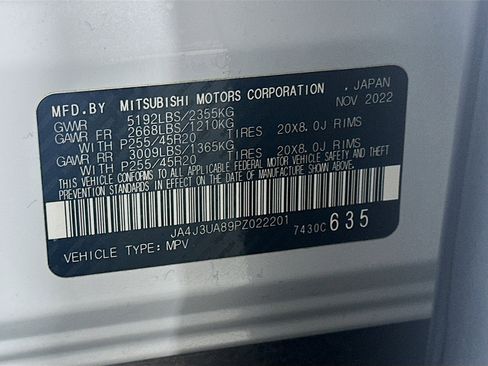 MFD.BY MITSUBISHI MOTORS CORPORATION , JAPAN
GVWR 5192LBS/2355KG NOV 2022
GAWR FR 2668LBS/1210KG
WITH P255/45R20 TIRES 20X8.0J RIMS
GAWR RR 3009LBS/1365KG
WITH P255/45R20 TIRES 20X8.0J RIMS
THIS VEHICLE CONFORMS TO ALL APPLICABLE FEDERAL MOTOR VEHICLE SAFETY AND THEFT
PREVENTION STANDARDS IN EFFECT ON THE DATE OF MANUFACTURE SHOWN ABOVE.
JA4J3UA89PZ022201 7430C 635
VEHICLE TYPE: MPV